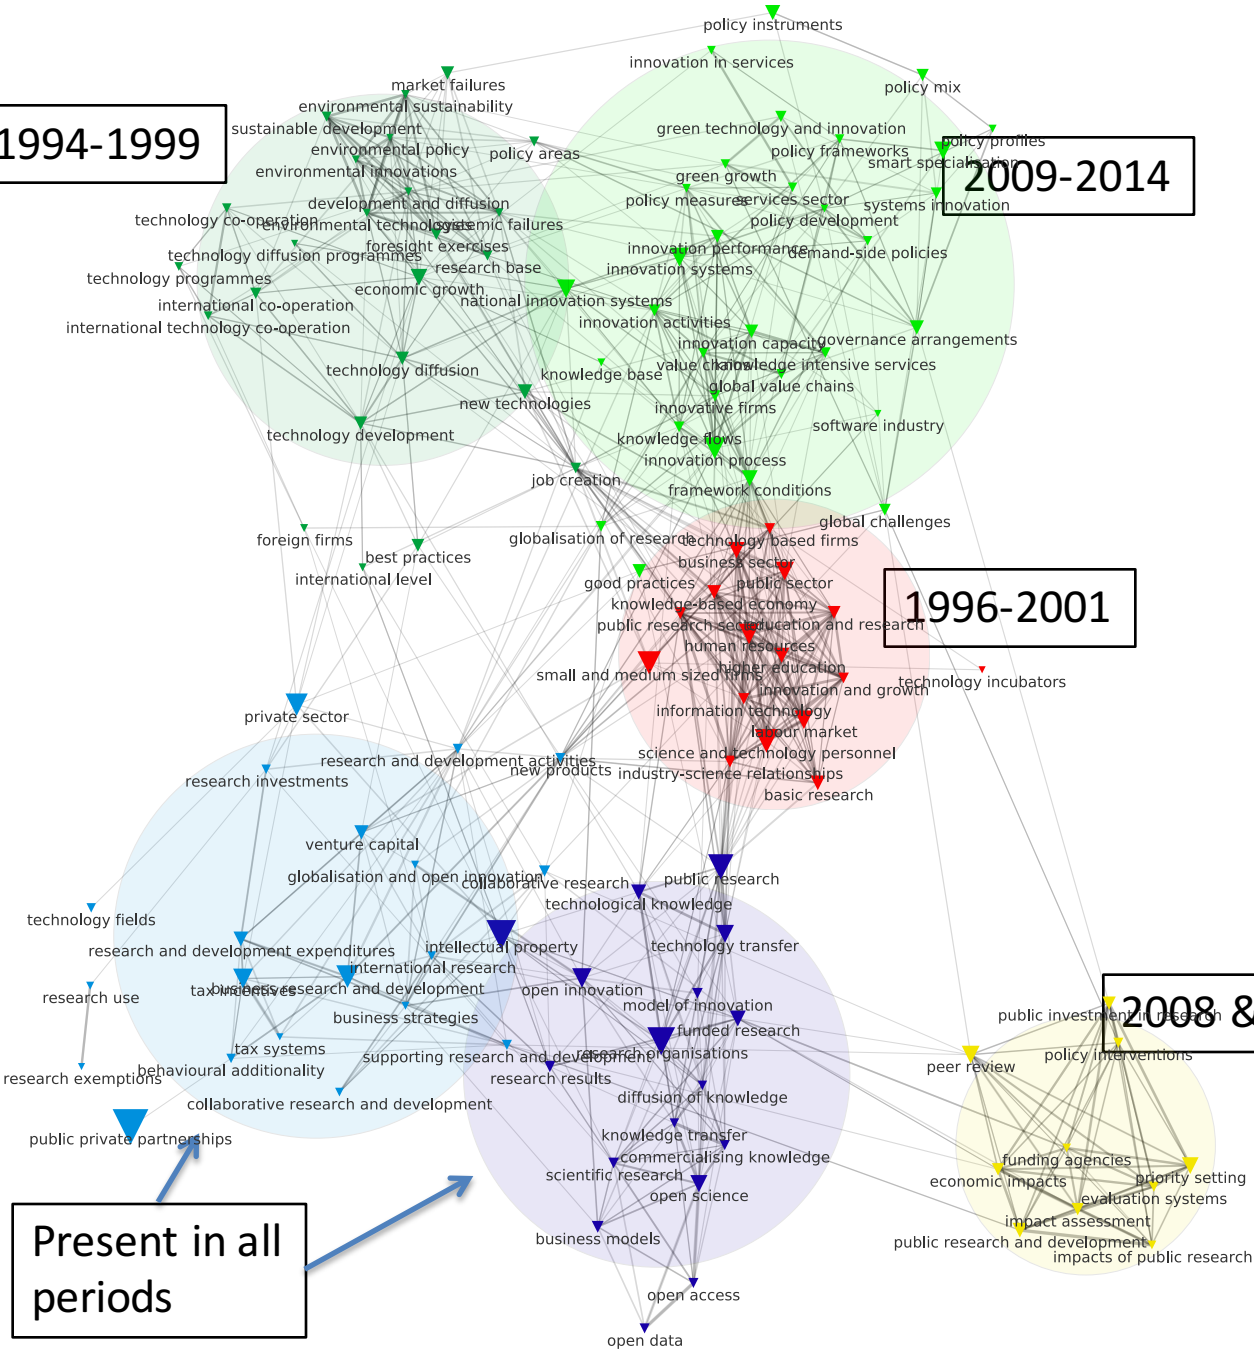 policy instruments
innovation in services
market failures
policy mix
environmental sustainability
1994-1999
sustainable development
green technology and innovation
policy profiles
environmental policy
policy areas
policy frameworks
smart specialisation
2009-2014
environmental innovations
green growth
development and diffusion
policy measures
services sector
systems innovation
technology co-operation
environmental technologies
systemic failures
policy development
foresight exercises
innovation performance
demand-side policies
technology diffusion programmes
research base
innovation systems
technology programmes
economic growth
national innovation systems
international co-operation
innovation activities
international technology co-operation
innovation capacity
governance arrangements
technology diffusion
knowledge base
value chains
knowledge intensive services
global value chains
new technologies
innovative firms
software industry
technology development
knowledge flows
innovation process
job creation
framework conditions
global challenges
foreign firms
globalisation of research
technology based firms
best practices
business sector
international level
good practices
public sector
1996-2001
knowledge-based economy
public research sector
education and research
human resources
small and medium sized firms
higher education
technology incubators
innovation and growth
private sector
information technology
labour market
science and technology personnel
research and development activities
new products
industry-science relationships
research investments
basic research
venture capital
globalisation and open innovation
collaborative research
public research
technology fields
technological knowledge
research and development expenditures
intellectual property
technology transfer
international research
research use
tax incentives
business research and development
open innovation
model of innovation
business strategies
funded research
public investment in research
2008 &
tax systems
supporting research and development
research organisations
policy interventions
peer review
research exemptions
behavioural additionality
research results
collaborative research and development
diffusion of knowledge
public private partnerships
knowledge transfer
commercialising knowledge
funding agencies
scientific research
economic impacts
priority setting
open science
evaluation systems
impact assessment
business models
public research and development
impacts of public research
Present in all
periods
open access
open data